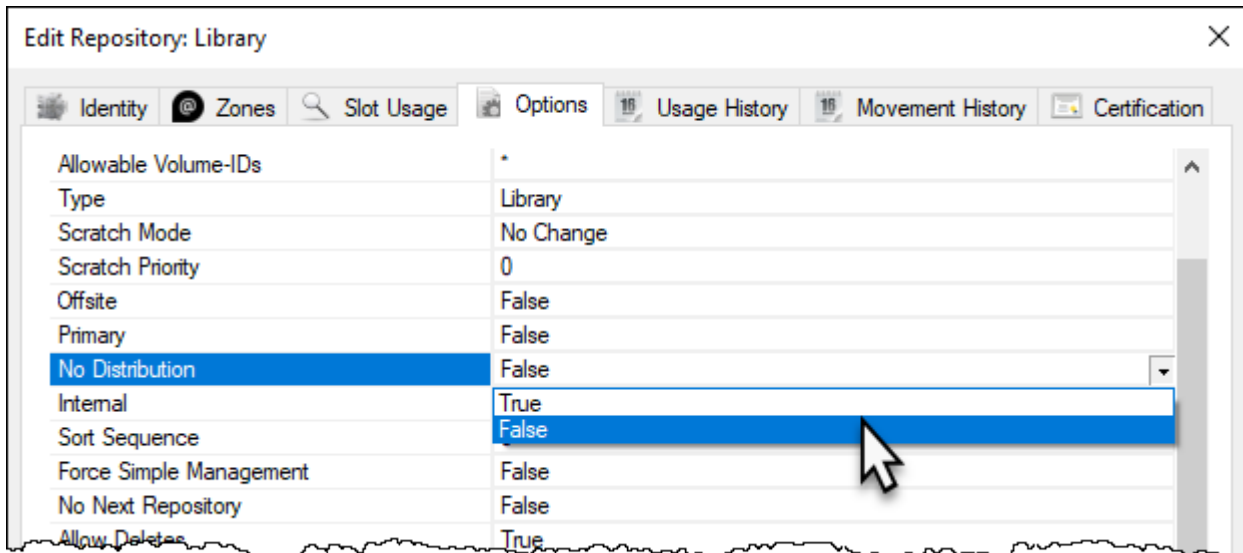 Edit Repository: Library
Identity Zones Slot Usage Options 16 Usage History 16 Movement History Certification
Allowable Volume-IDs *
Type Library
Scratch Mode No Change
Scratch Priority 0
Offsite False
Primary False
No Distribution False
Internal True
Sort Sequence False
Force Simple Management False
No Next Repository False
Allow Deletes True